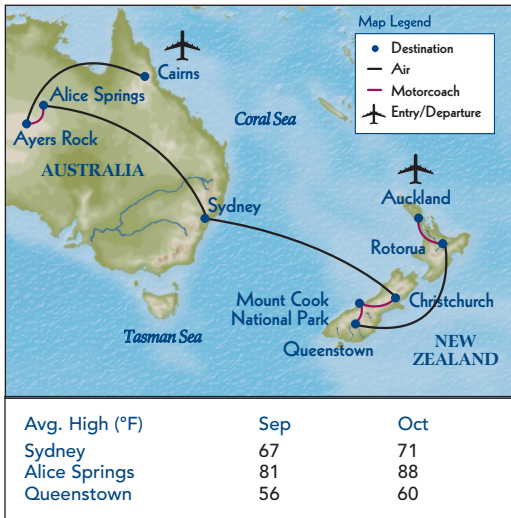 Map Legend
Destination
Air
Motorcoach
Entry/Departure
Cairns
Alice Springs
Ayers Rock
Coral Sea
AUSTRALIA
Sydney
Auckland
Rotorua
Mount Cook
National Park
Christchurch
Tasman Sea
Queenstown
NEW
ZEALAND
Avg. High (°F) Sep Oct
Sydney 67 71
Alice Springs 81 88
Queenstown 56 60